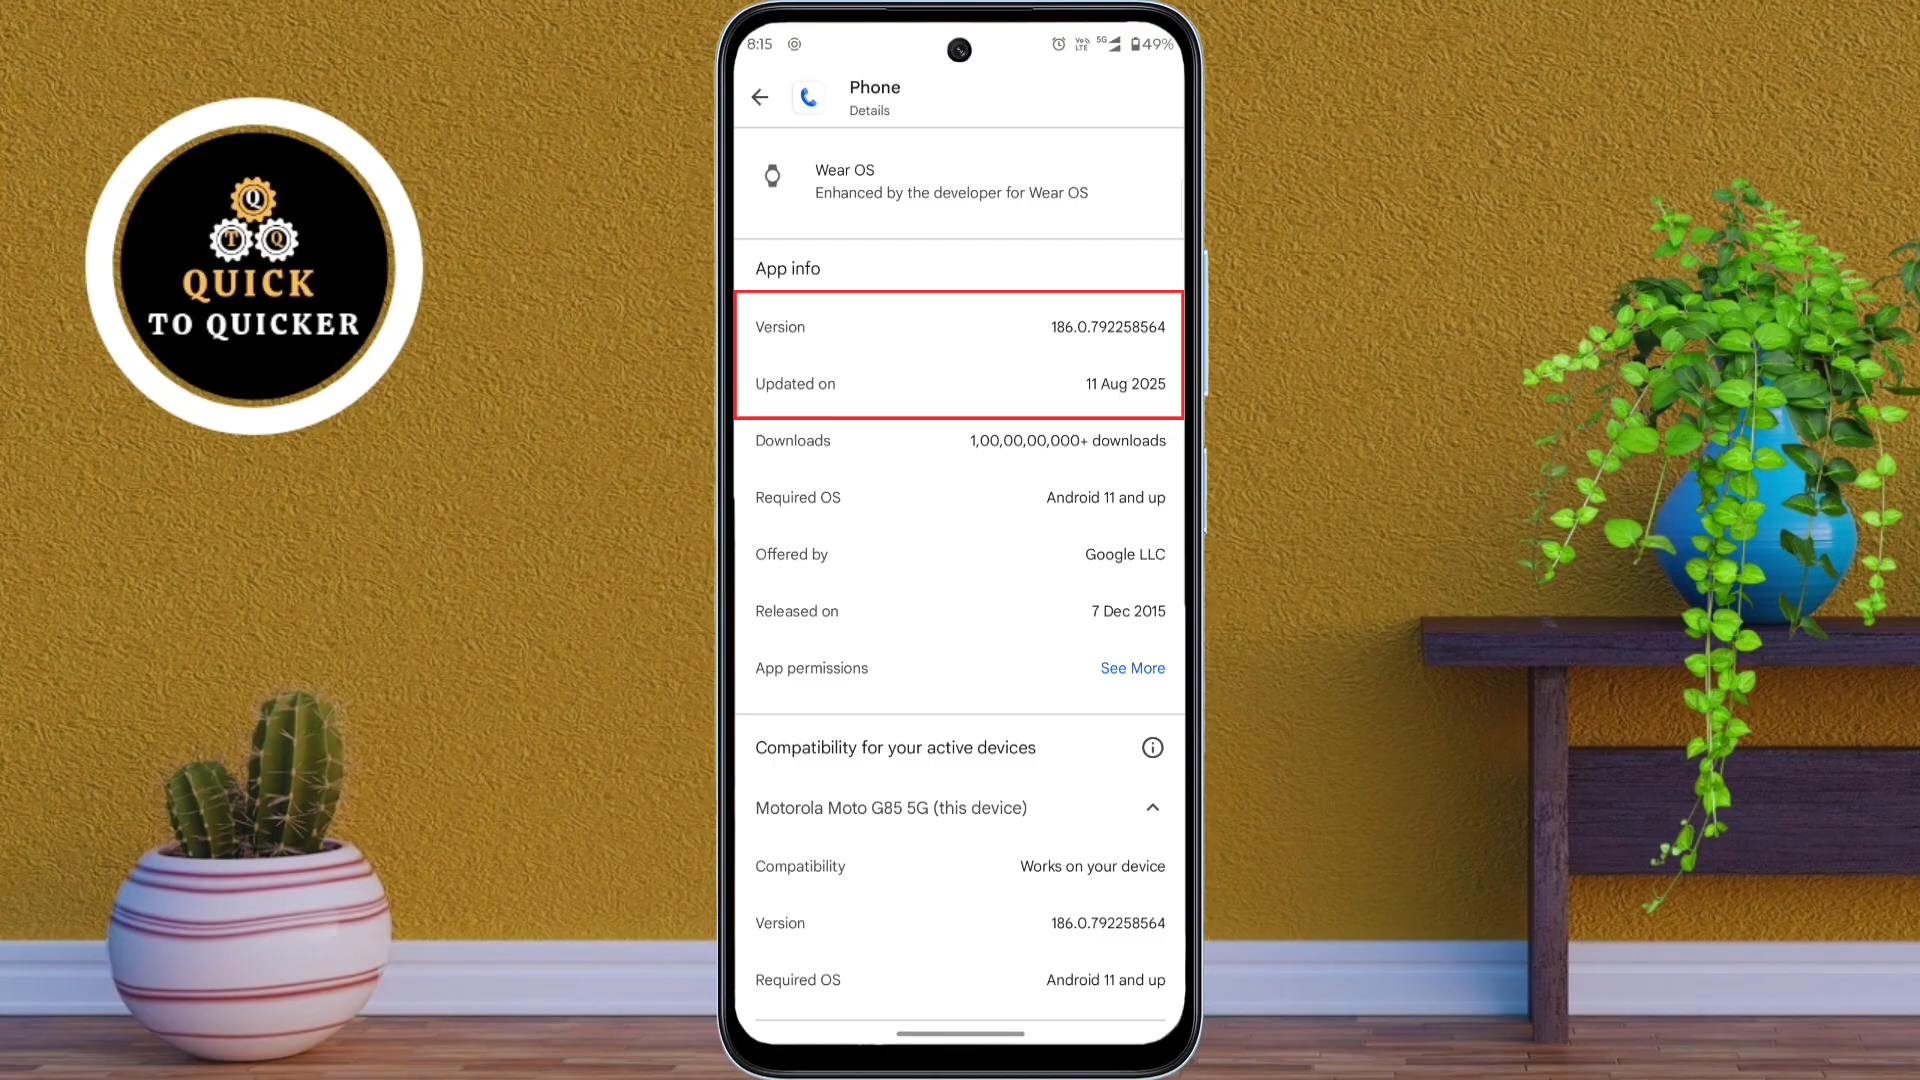 Q
T Q
QUICK
TO QUICKER
8:15 5G 49%
Vo LTE
Phone
Details
Wear OS
Enhanced by the developer for Wear OS
App info
Version 186.0.792258564
Updated on 11 Aug 2025
Downloads 1,00,00,00,000+ downloads
Required OS Android 11 and up
Offered by Google LLC
Released on 7 Dec 2015
App permissions See More
Compatibility for your active devices
Motorola Moto G85 5G (this device)
Compatibility Works on your device
Version 186.0.792258564
Required OS Android 11 and up